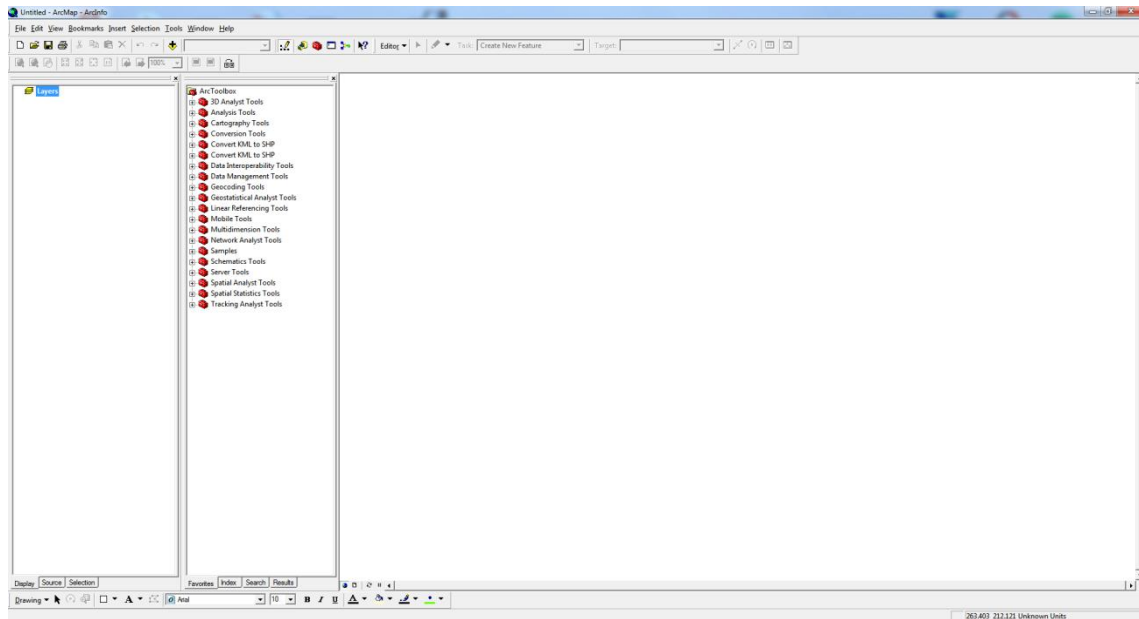 Untitled - ArcMap - ArcInfo
File Edit View Bookmarks Insert Selection Tools Window Help
Editor Task: Create New Feature Target:
100%
Layers
ArcToolbox
3D Analyst Tools
Analysis Tools
Cartography Tools
Conversion Tools
Convert KML to SHP
Convert KML to SHP
Data Interoperability Tools
Data Management Tools
Geocoding Tools
Geostatistical Analyst Tools
Linear Referencing Tools
Mobile Tools
Multidimension Tools
Network Analyst Tools
Samples
Schematics Tools
Server Tools
Spatial Analyst Tools
Spatial Statistics Tools
Tracking Analyst Tools
Display Source Selection
Favorites Index Search Results
Drawing A Arial 10 B I U A
263.403 212.121 Unknown Units